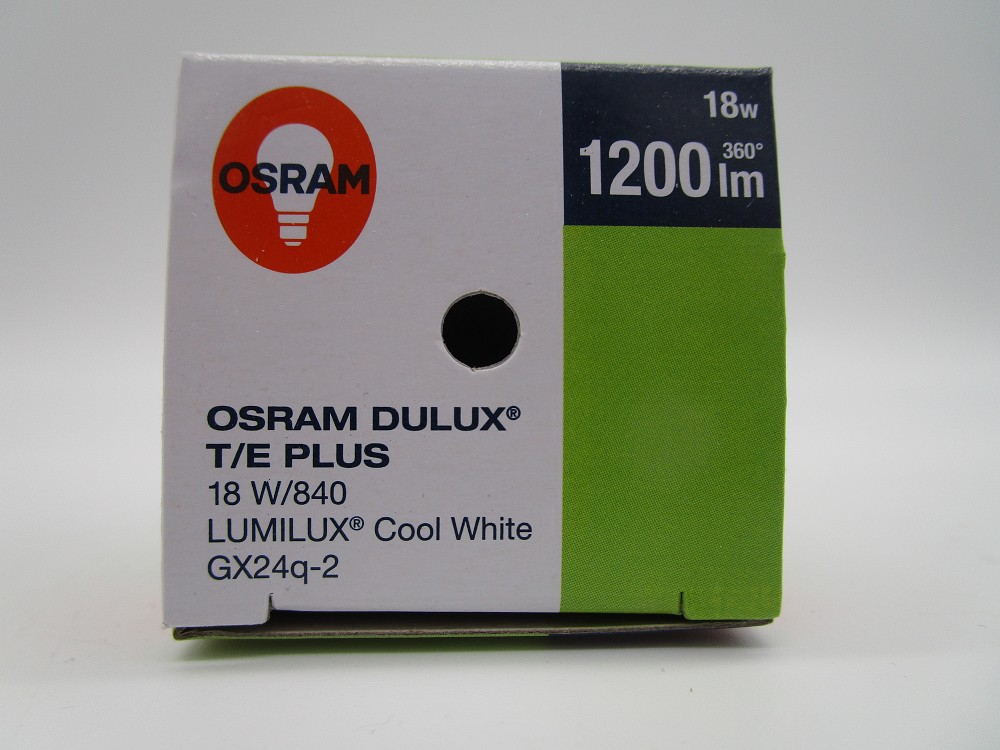 OSRAM
18W
1200 360° lm
OSRAM DULUX®
T/E PLUS
18 W/840
LUMILUX® Cool White
GX24q-2